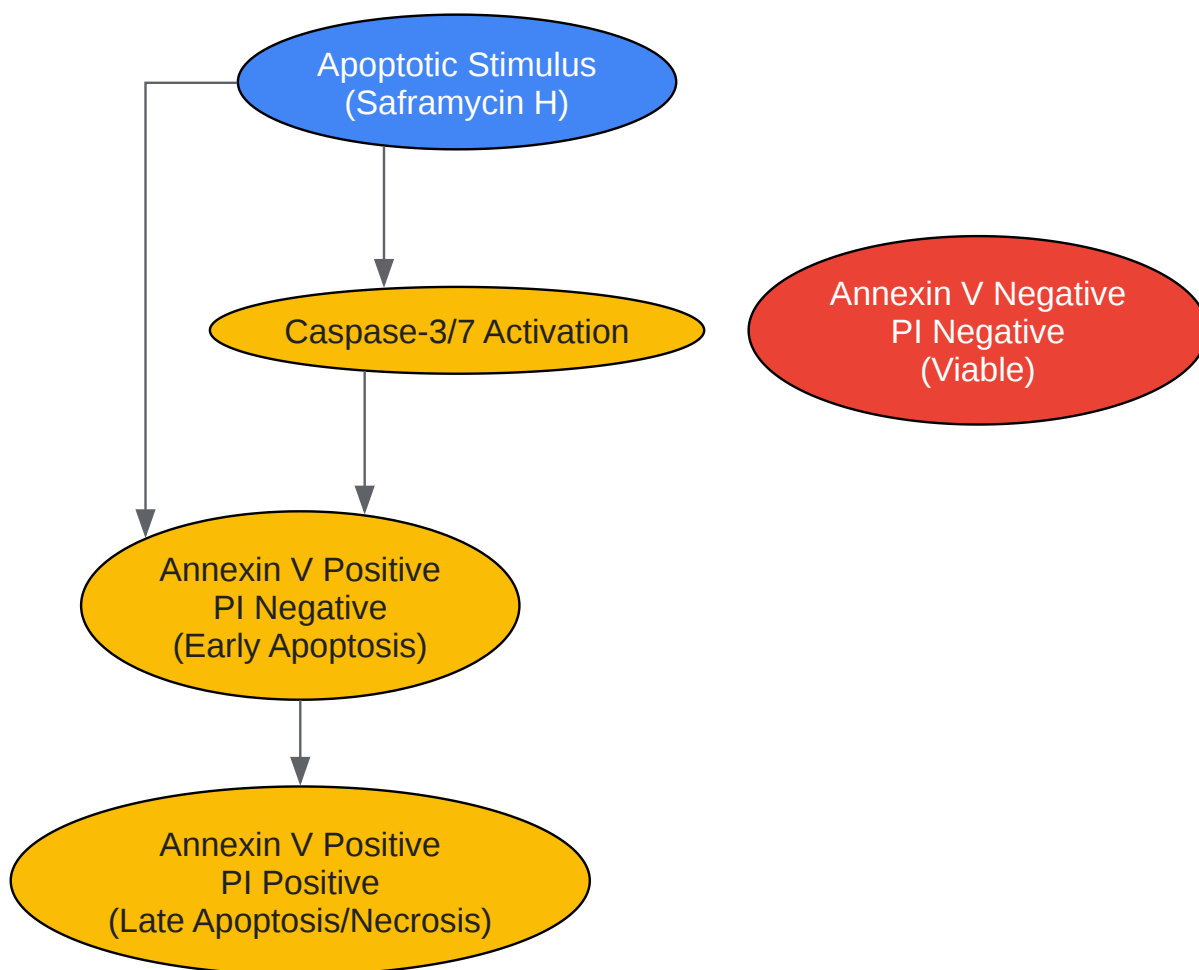 Apoptotic Stimulus
(Saframycin H)
Caspase-3/7 Activation
Annexin V Negative
PI Negative
(Viable)
Annexin V Positive
PI Negative
(Early Apoptosis)
Annexin V Positive
PI Positive
(Late Apoptosis/Necrosis)